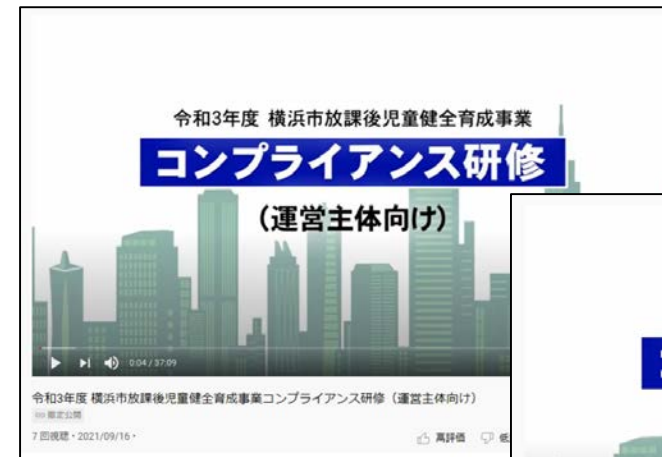 令和3年度 横浜市放課後児童健全育成事業
コンプライアンス研修
(運営主体向け)
0:04 / 37:09
令和3年度 横浜市放課後児童健全育成事業コンプライアンス研修（運営主体向け）
限定公開
7 回視聴・2021/09/16・
高評価 低